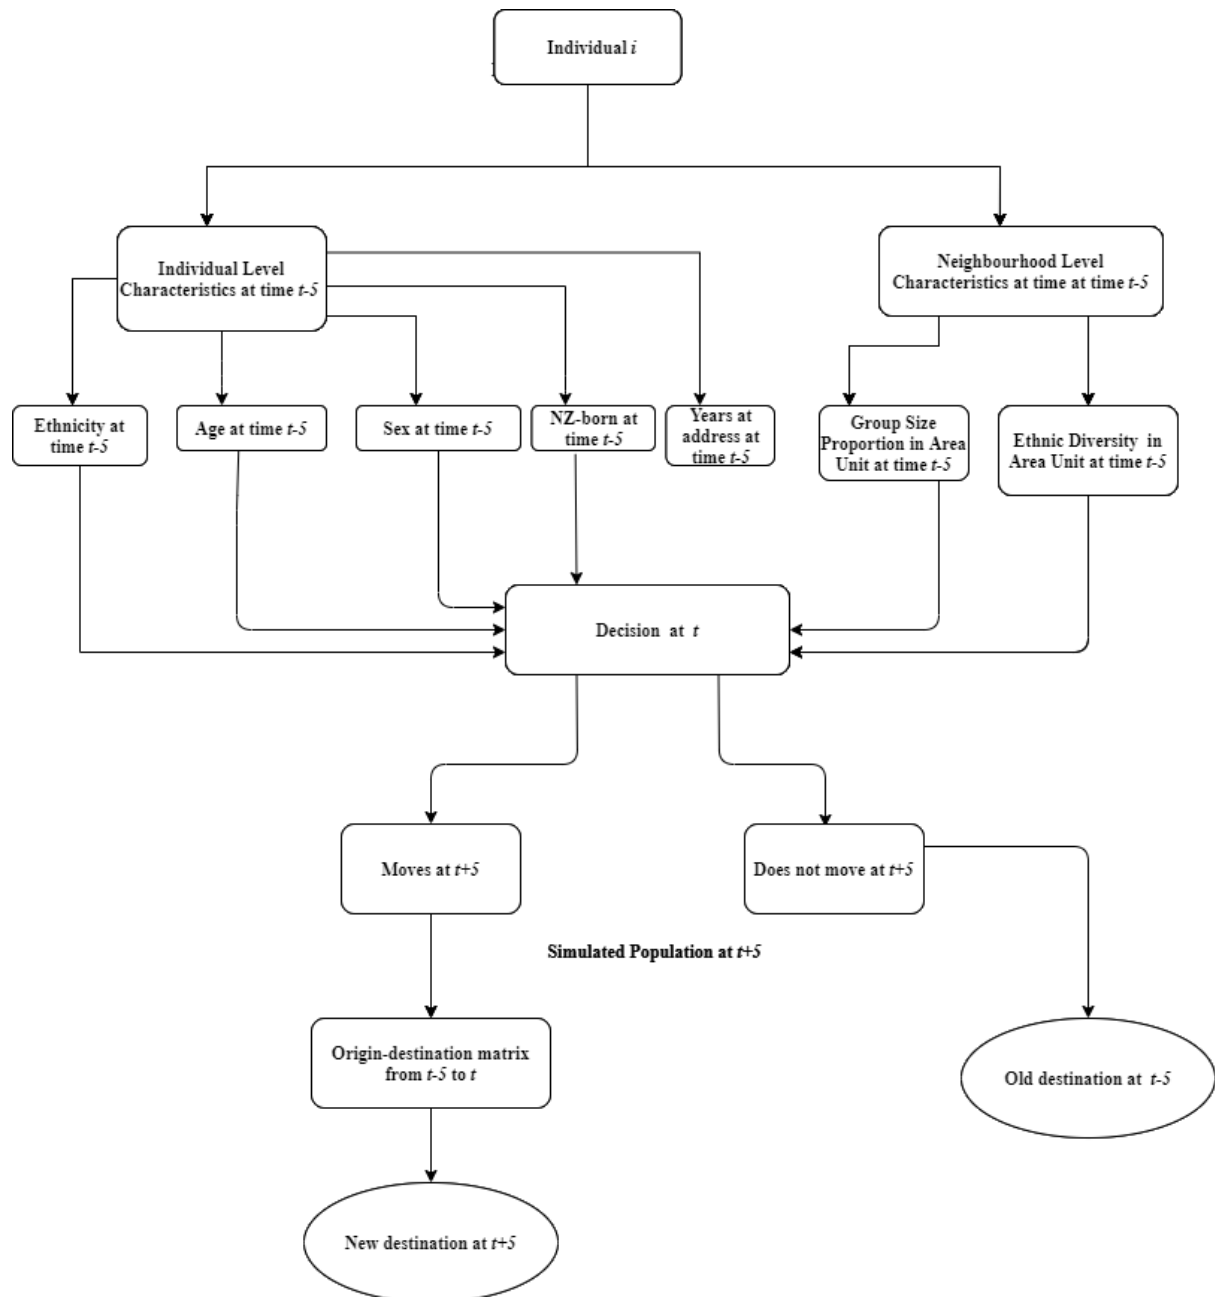 Individual i
Individual Level
Characteristics at time t-5
Neighbourhood Level
Characteristics at time at time t-5
Ethnicity at
time t-5
Age at time t-5
Sex at time t-5
NZ-born at
time t-5
Years at
address at
time t-5
Group Size
Proportion in Area
Unit at time t-5
Ethnic Diversity in
Area Unit at time t-5
Decision at t
Moves at t+5
Does not move at t+5
Simulated Population at t+5
Origin-destination matrix
from t-5 to t
Old destination at t-5
New destination at t+5